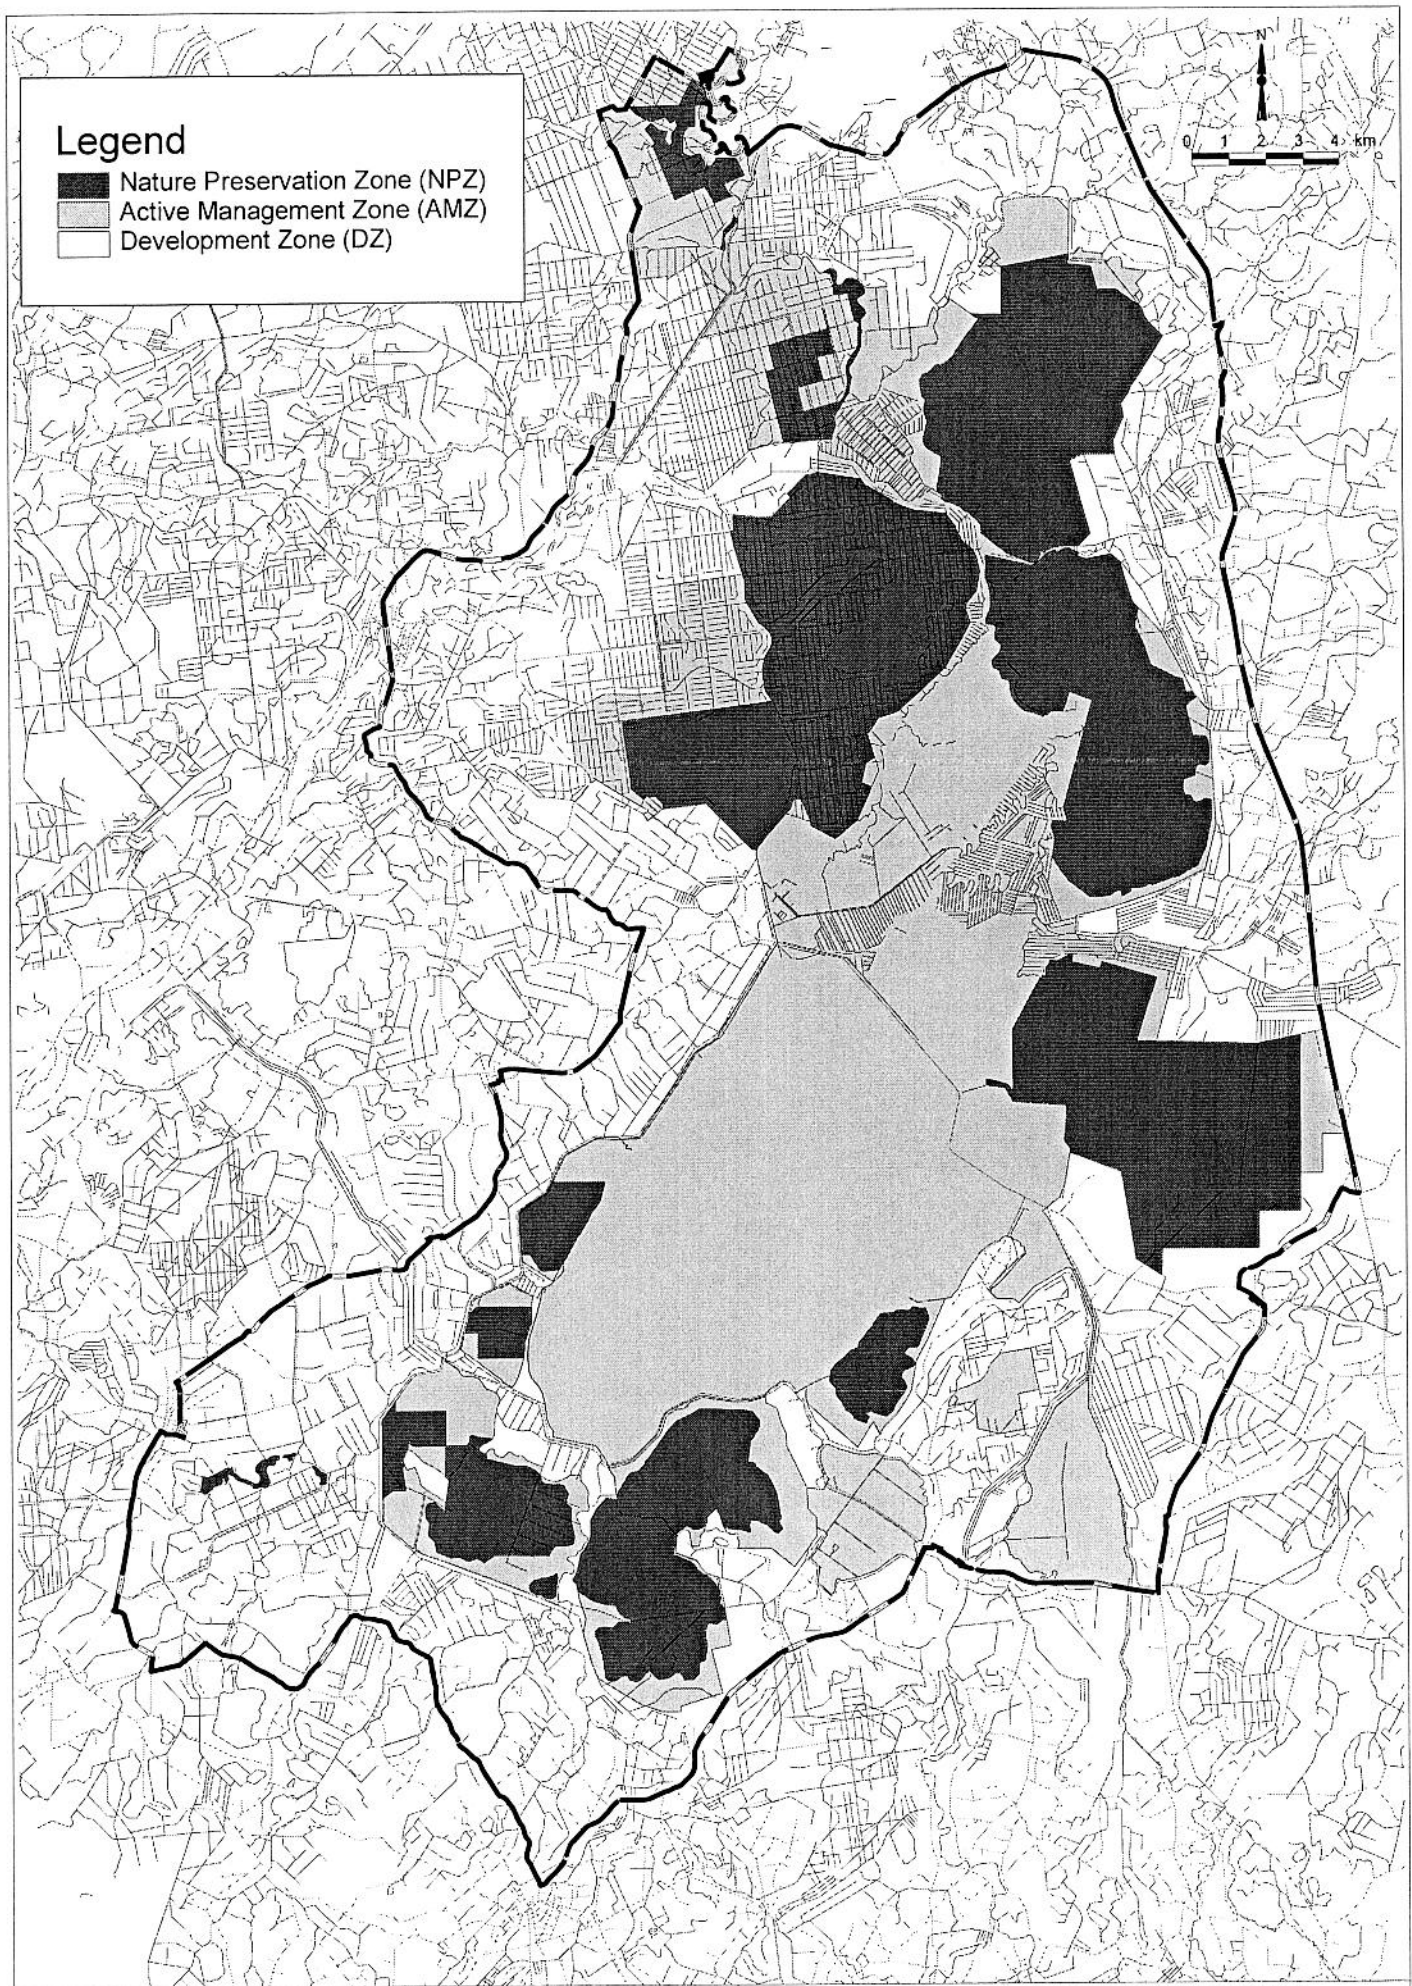 Legend
Nature Preservation Zone (NPZ)
Active Management Zone (AMZ)
Development Zone (DZ)
N
0 1 2 3 4 km